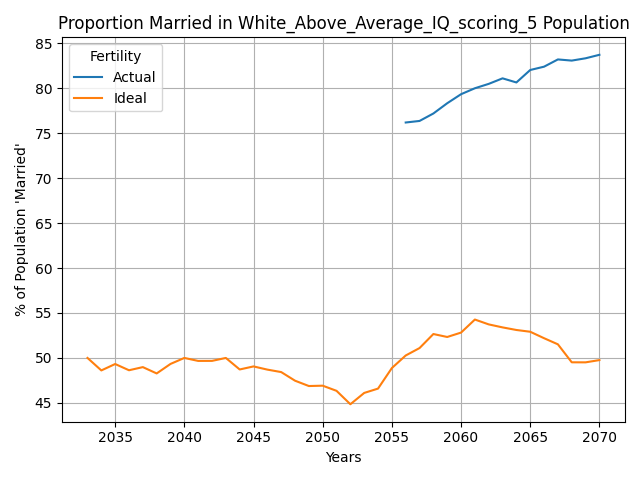 Proportion Married in White_Above_Average_IQ_scoring_5 Population
Fertility
Actual
Ideal
% of Population 'Married'
85
80
75
70
65
60
55
50
45
2035 2040 2045 2050 2055 2060 2065 2070
Years